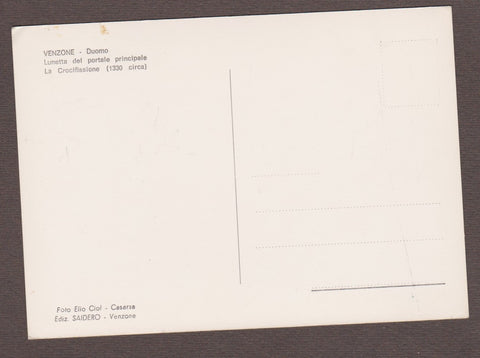 VENZONE - Duomo
Lunetta del portale principale
La Crocifissione (1330 circa)
Foto Elio Ciol - Casarsa
Ediz. SAIDERO - Venzone